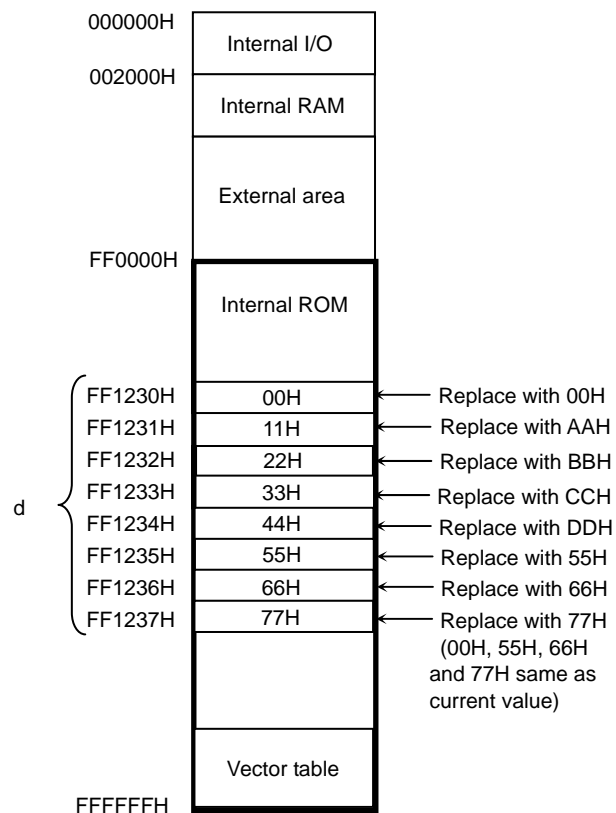 000000H
Internal I/O
002000H
Internal RAM
External area
FF0000H
Internal ROM
FF1230H 00H Replace with 00H
FF1231H 11H Replace with AAH
FF1232H 22H Replace with BBH
FF1233H 33H Replace with CCH
d
FF1234H 44H Replace with DDH
FF1235H 55H Replace with 55H
FF1236H 66H Replace with 66H
FF1237H 77H Replace with 77H
(00H, 55H, 66H
and 77H same as
current value)
Vector table
FFFFFFH